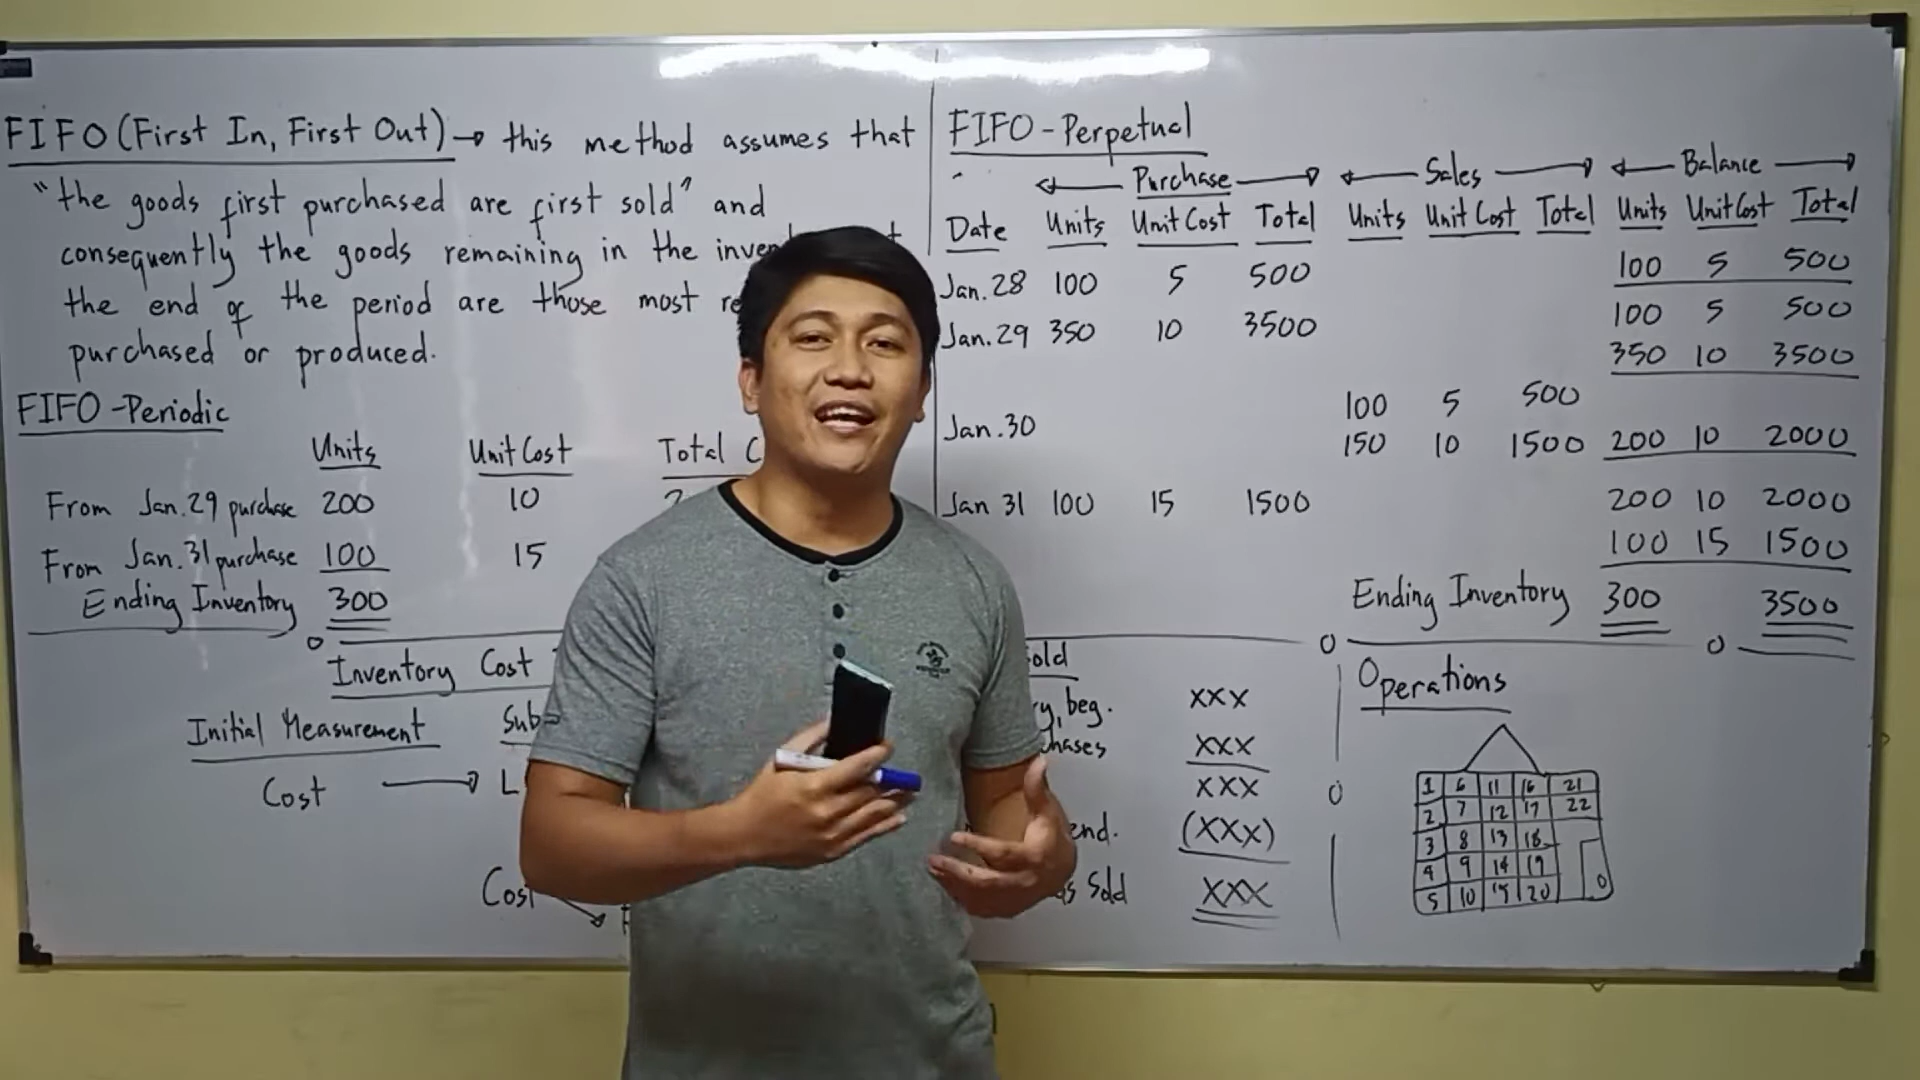 FIFO (First In, First Out) → this method assumes that
"the goods first purchased are first sold" and
consequently the goods remaining in the
the end of the period are those most
purchased or produced.
FIFO - Periodic
Units Unit Cost Total
From Jan. 29 purchase 200 10
From Jan. 31 purchase 100 15
Ending Inventory 300
Inventory Cost
Initial Measurement
Cost →
Cost
FIFO - Perpetual
Purchase Sales Balance
Date Units Unit Cost Total Units Unit Cost Total Units Unit Cost Total
Jan. 28 100 5 500 100 5 500
100 5 500
Jan. 29 350 10 3500 350 10 3500
100 5 500
Jan. 30 150 10 1500 200 10 2000
Jan 31 100 15 1500 200 10 2000
100 15 1500
Ending Inventory 300 3500
beg. xxx
xxx
xxx
end. (xxx)
Sold xxx
Operations
1 6 11 16 21
2 7 12 17 22
3 8 13 18
4 9 14 19
5 10 15 20